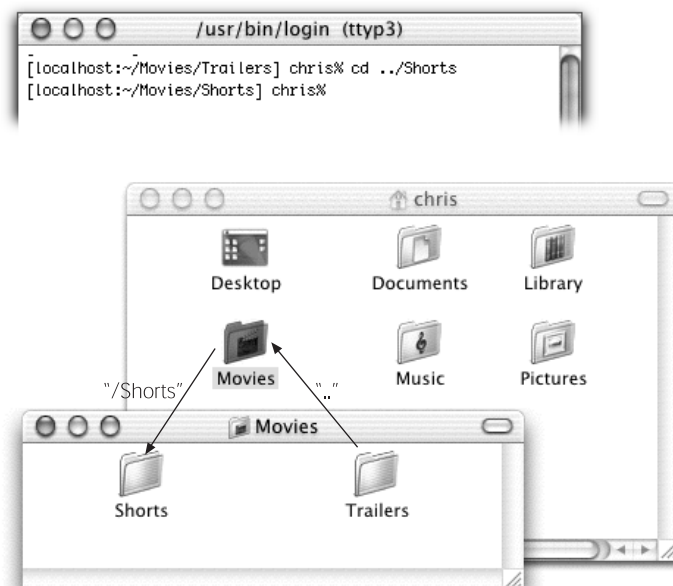 /usr/bin/login (ttyp3)
[localhost:~/Movies/Trailers] chris% cd ../Shorts
[localhost:~/Movies/Shorts] chris%
chris
Desktop
Documents
Library
Movies
Music
Pictures
"/Shorts"
".."
Movies
Shorts
Trailers